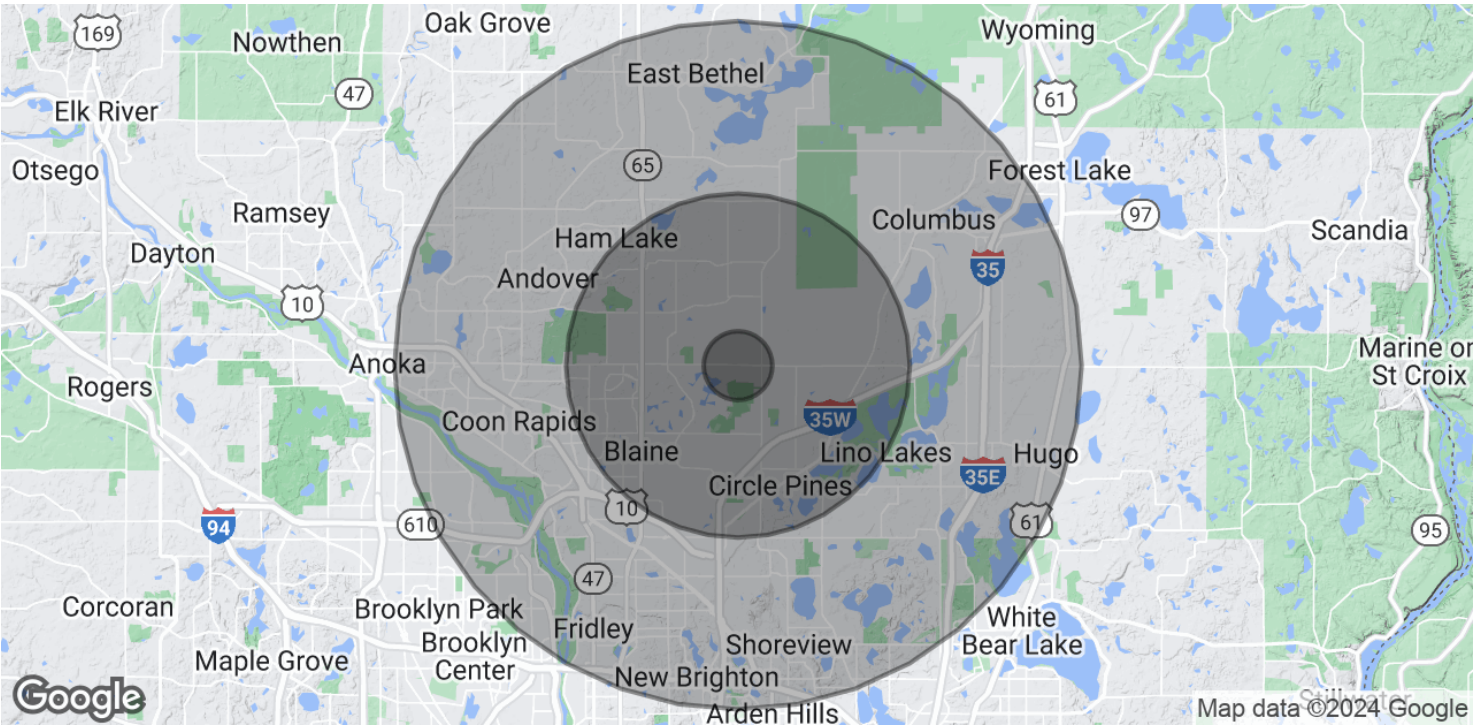 Oak Grove
169
Nowthen
Wyoming
East Bethel
47
61
Elk River
65
Otsego
Forest Lake
Ramsey
97
Columbus
Scandia
Ham Lake
Dayton
35
Andover
10
Marine on
St Croix
Anoka
Rogers
Coon Rapids
35W
Blaine
Lino Lakes
Hugo
35E
Circle Pines
10
61
94
610
95
47
Corcoran
Brooklyn Park
Fridley
White
Bear Lake
Brooklyn
Center
Shoreview
Maple Grove
New Brighton
Google
Stillwater
Arden Hills
Map data ©2024 Google